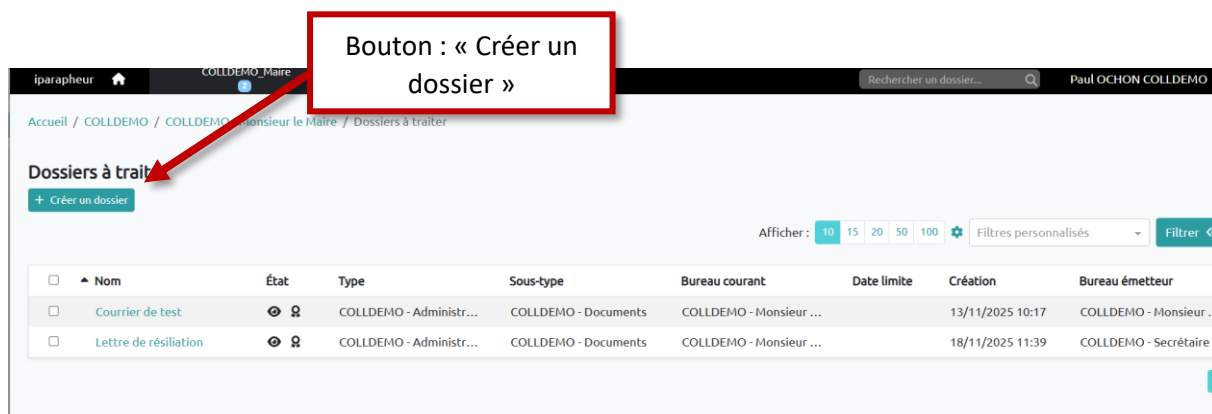 Bouton : « Créer un
dossier »
iparapheur
COLLDEMO_Maire
2
Rechercher un dossier...
Paul OCHON COLLDEMO
Accueil / COLLDEMO / COLLDEMO Monsieur le Maire / Dossiers à traiter
Dossiers à trait
+ Créer un dossier
Afficher : 10 15 20 50 100 Filtres personnalisés Filtrer
Nom État Type Sous-type Bureau courant Date limite Création Bureau émetteur
Courrier de test COLLDEMO - Administr... COLLDEMO - Documents COLLDEMO - Monsieur ... 13/11/2025 10:17 COLLDEMO - Monsieur .
Lettre de résiliation COLLDEMO - Administr... COLLDEMO - Documents COLLDEMO - Monsieur ... 18/11/2025 11:39 COLLDEMO - Secrétaire